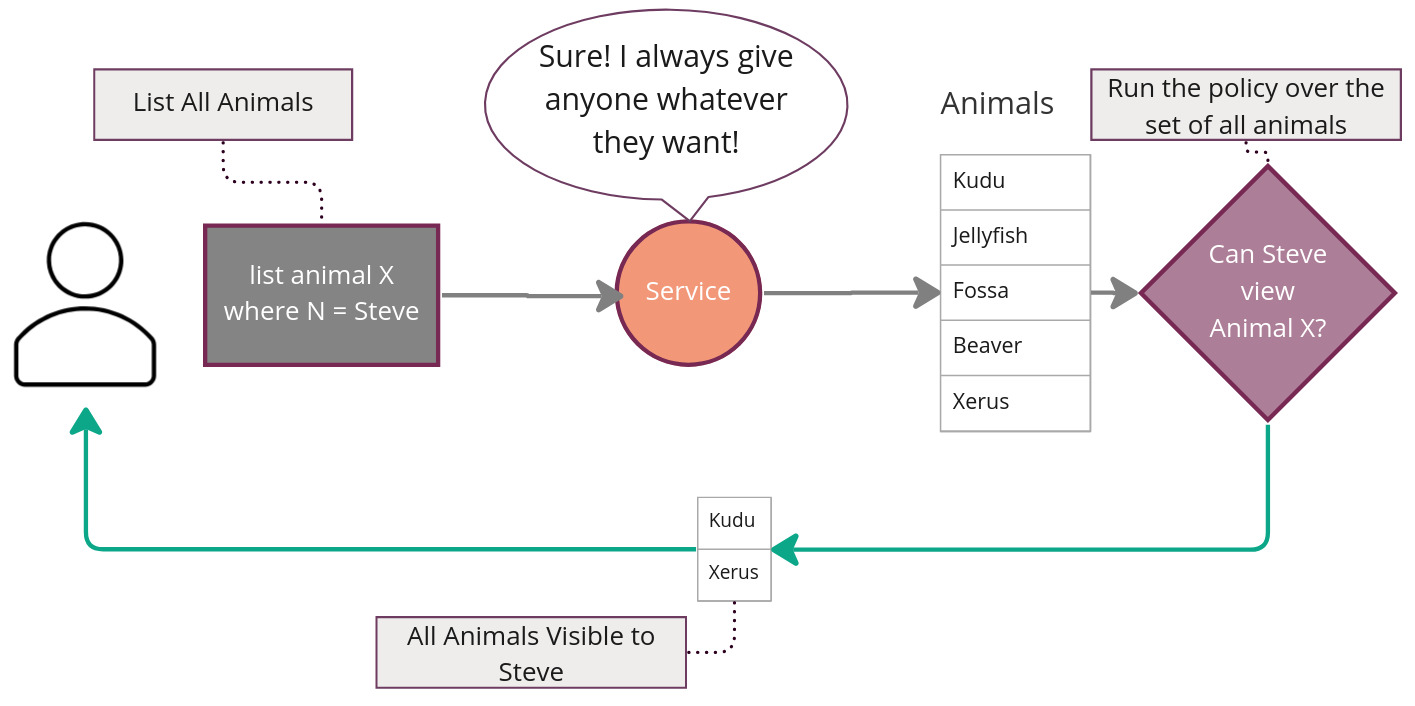 List All Animals
Sure! I always give
anyone whatever
they want!
Animals
Run the policy over the
set of all animals
list animal X
where N = Steve
Service
Kudu
Jellyfish
Fossa
Beaver
Xerus
Can Steve
view
Animal X?
Kudu
Xerus
All Animals Visible to
Steve